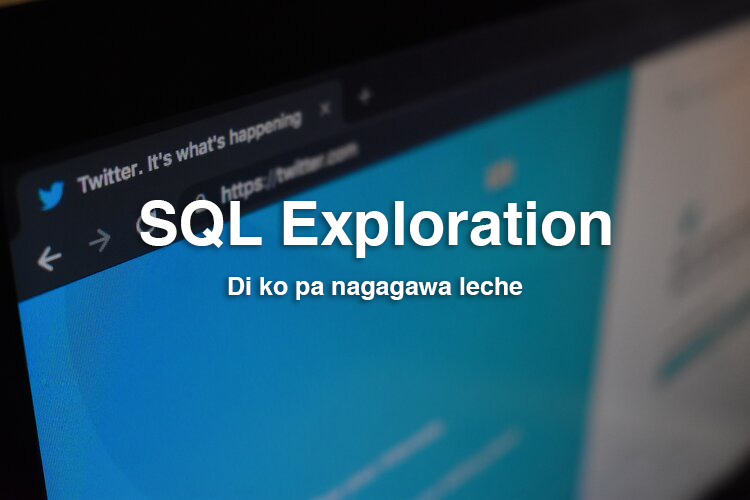 Twitter. It's what's happening
https://twitter.com
SQL Exploration
Di ko pa nagagawa leche